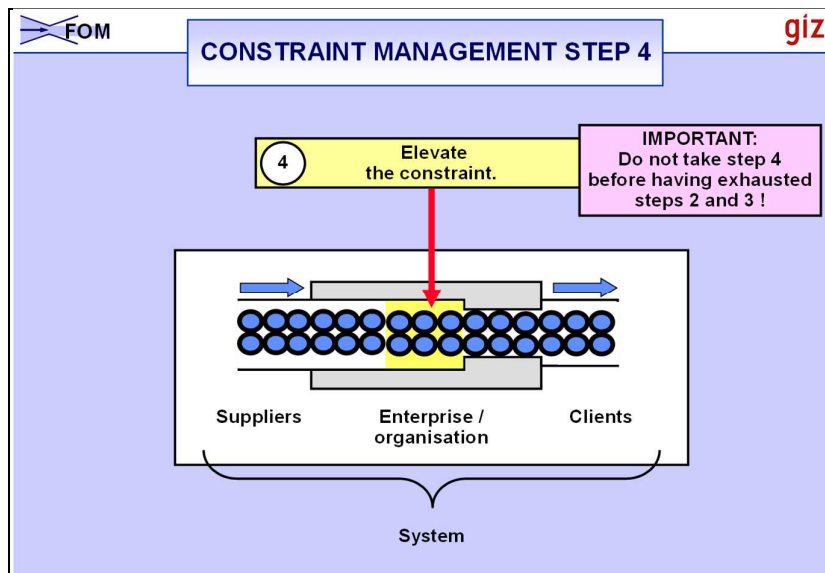 FOM
CONSTRAINT MANAGEMENT STEP 4
giz
4
Elevate
the constraint.
IMPORTANT:
Do not take step 4
before having exhausted
steps 2 and 3 !
Suppliers
Enterprise /
organisation
Clients
System